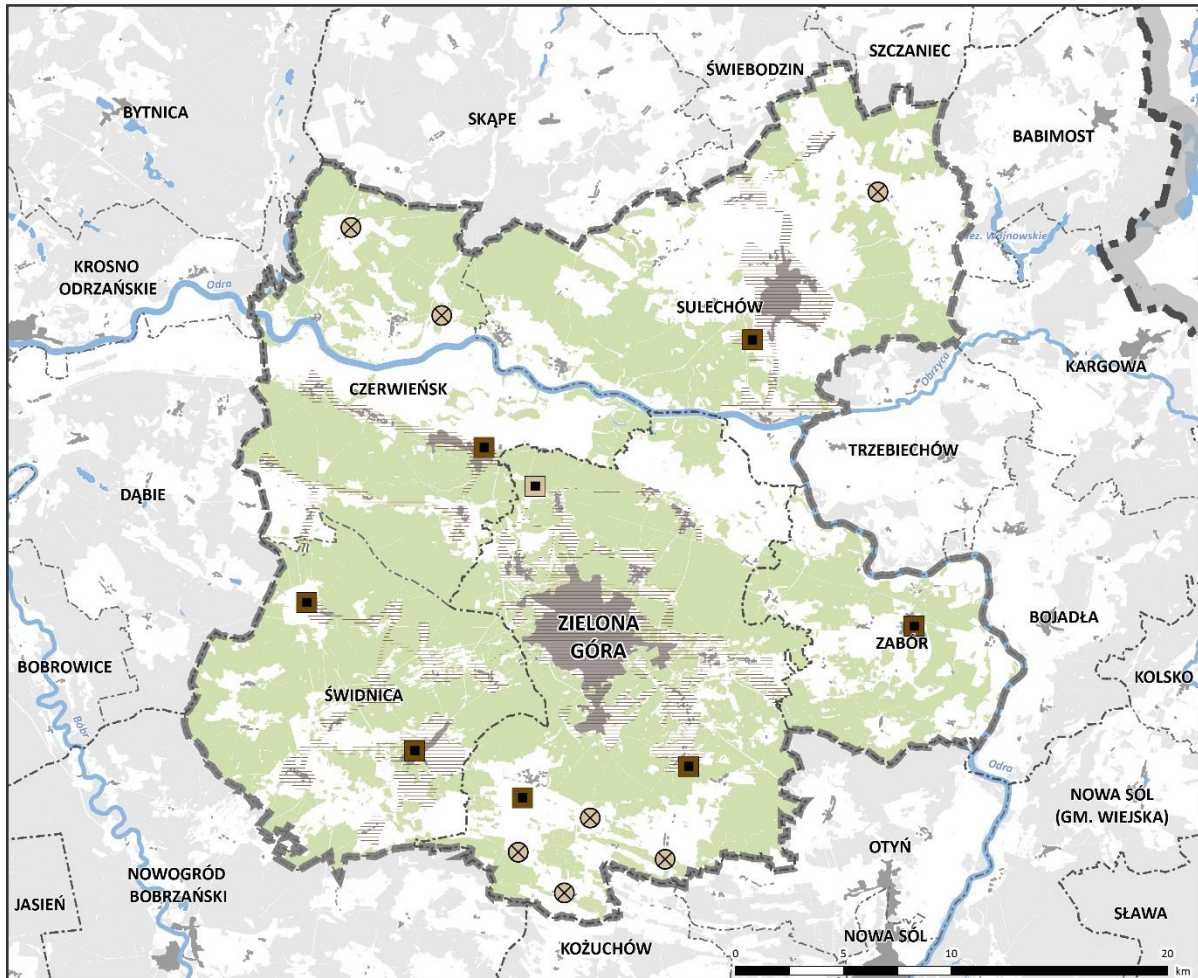 SZCZANIEC
ŚWIEBODZIN
BYTNICA
SKĄPE
BABIMOST
Jez. Wojnowskie
KROSNO
ODRZAŃSKIE
Odra
SULECHÓW
Obrzyca
KARGOWA
CZERWIEŃSK
TRZEBIECHÓW
DĄBIE
ZIELONA
GÓRA
ZABÓR
BOJADŁA
BOBROWICE
KOLSKO
ŚWIDNICA
Bóbr
Odra
NOWA SÓL
(GM. WIEJSKA)
OTYŃ
NOWOGRÓD
BOBRZAŃSKI
JASIEŃ
SŁAWA
KOŻUCHÓW
NOWA SÓL
0 5 10 20
km